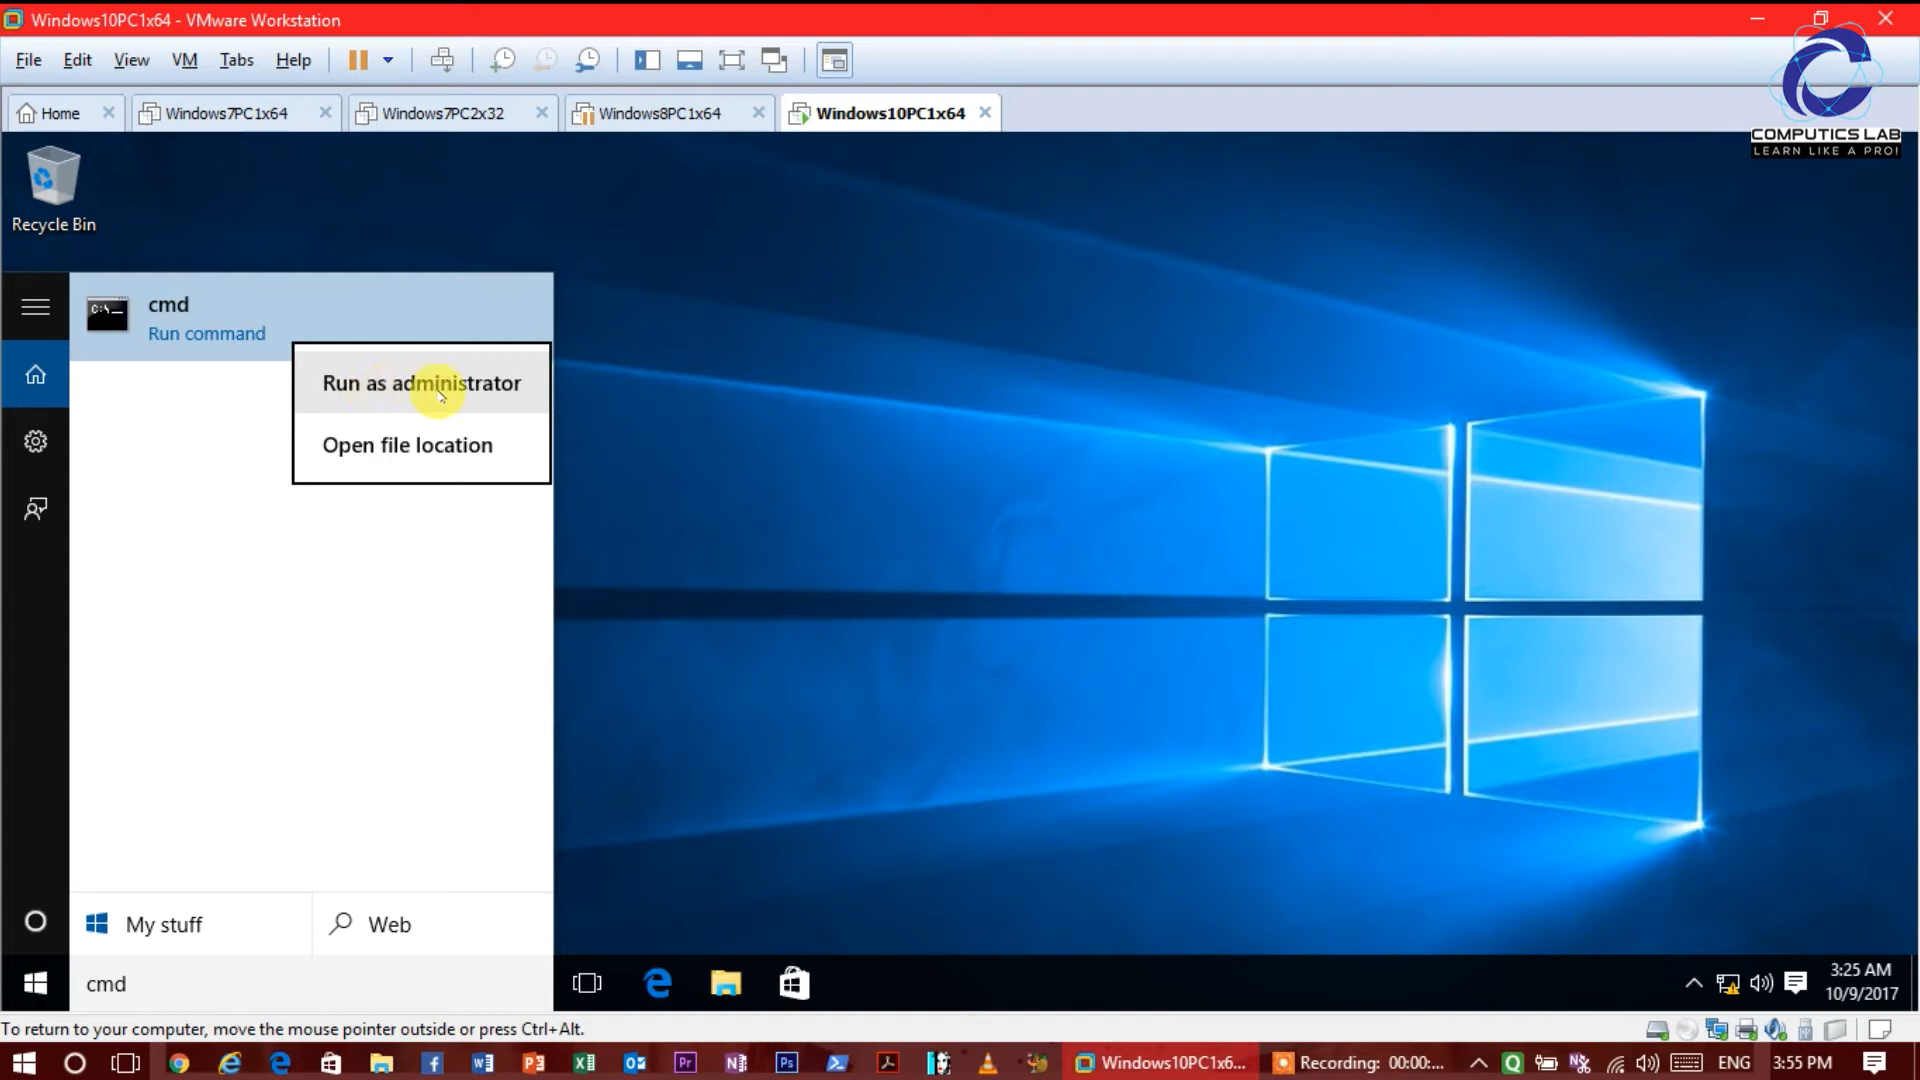 Windows10PC1x64 - VMware Workstation
File Edit View VM Tabs Help
Home Windows7PC1x64 Windows7PC2x32 Windows8PC1x64 Windows10PC1x64
COMPUTICS LAB
LEARN LIKE A PRO!
Recycle Bin
cmd
Run command
Run as administrator
Open file location
My stuff Web
cmd
3:25 AM
10/9/2017
To return to your computer, move the mouse pointer outside or press Ctrl+Alt.
Windows10PC1x6... Recording: 00:00:... ENG 3:55 PM